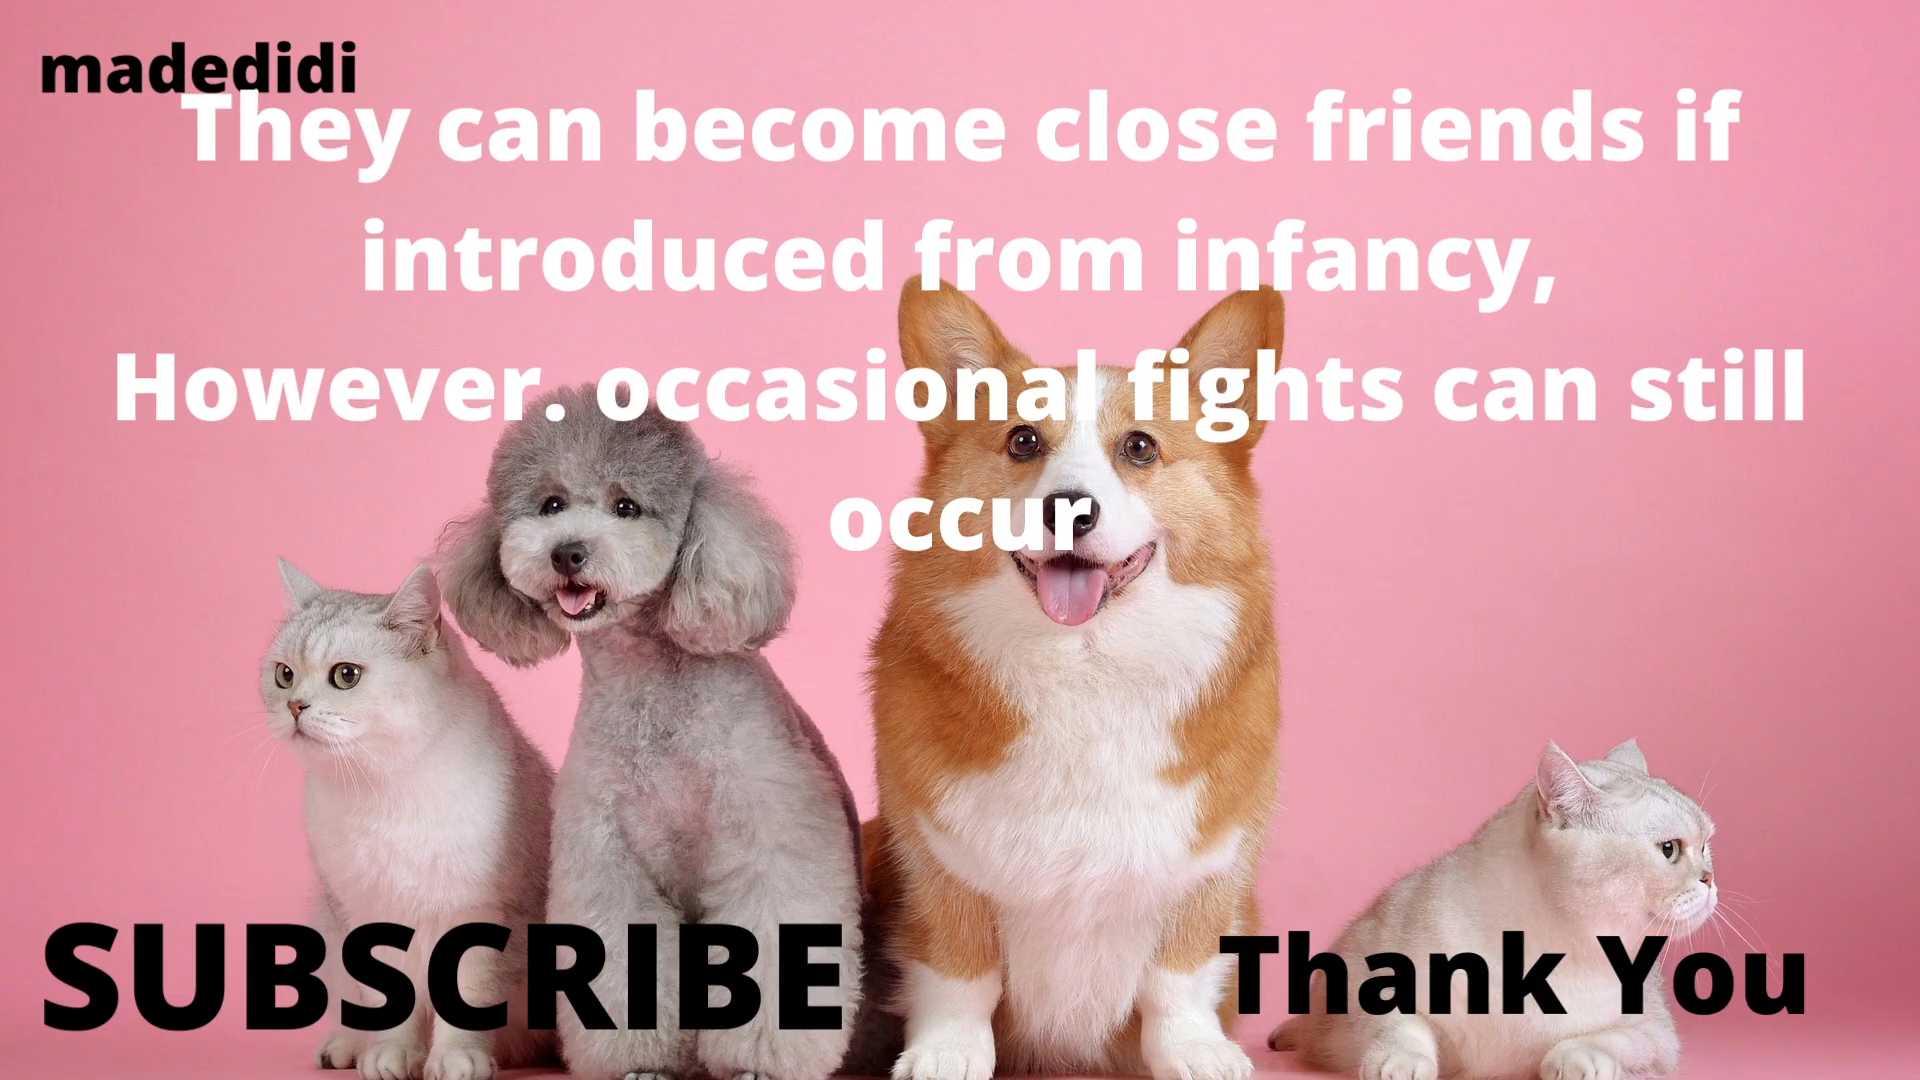 madedidi
They can become close friends if
introduced from infancy,
However. occasional fights can still
occur
SUBSCRIBE
Thank You